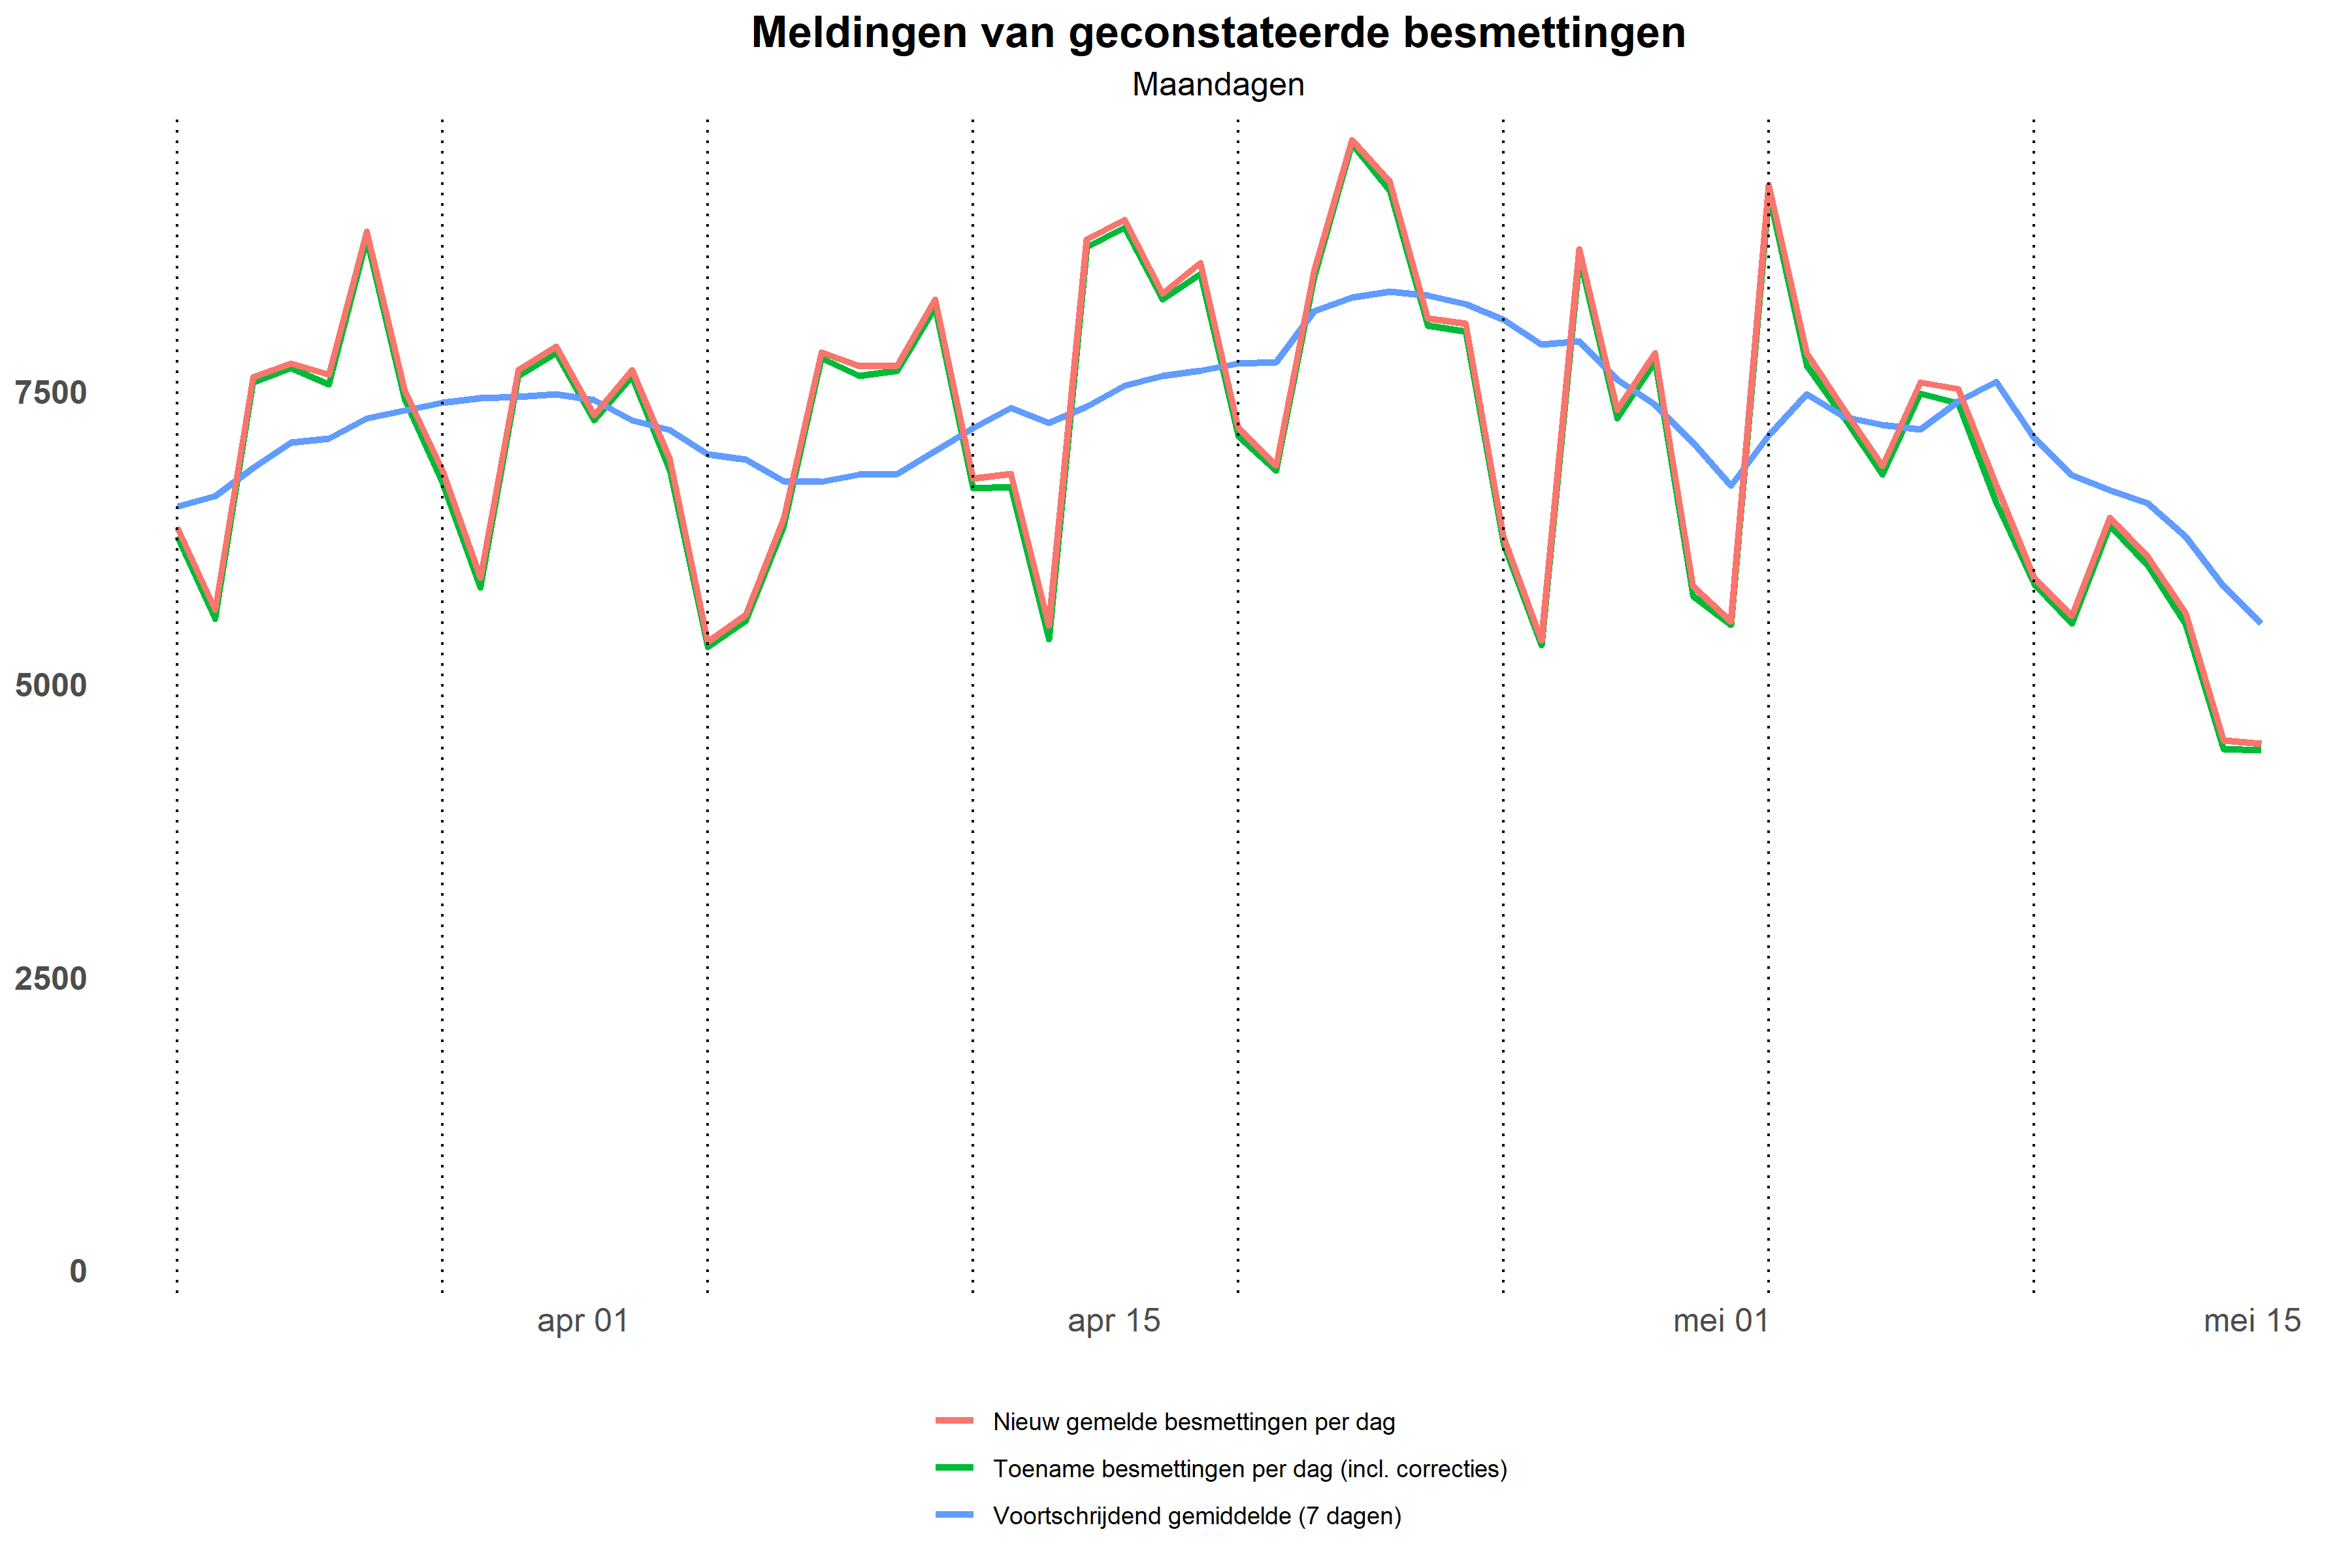 Meldingen van geconstateerde besmettingen
Maandagen
7500
5000
2500
0
apr 01
apr 15
mei 01
mei 15
Nieuw gemelde besmettingen per dag
Toename besmettingen per dag (incl. correcties)
Voortschrijdend gemiddelde (7 dagen)